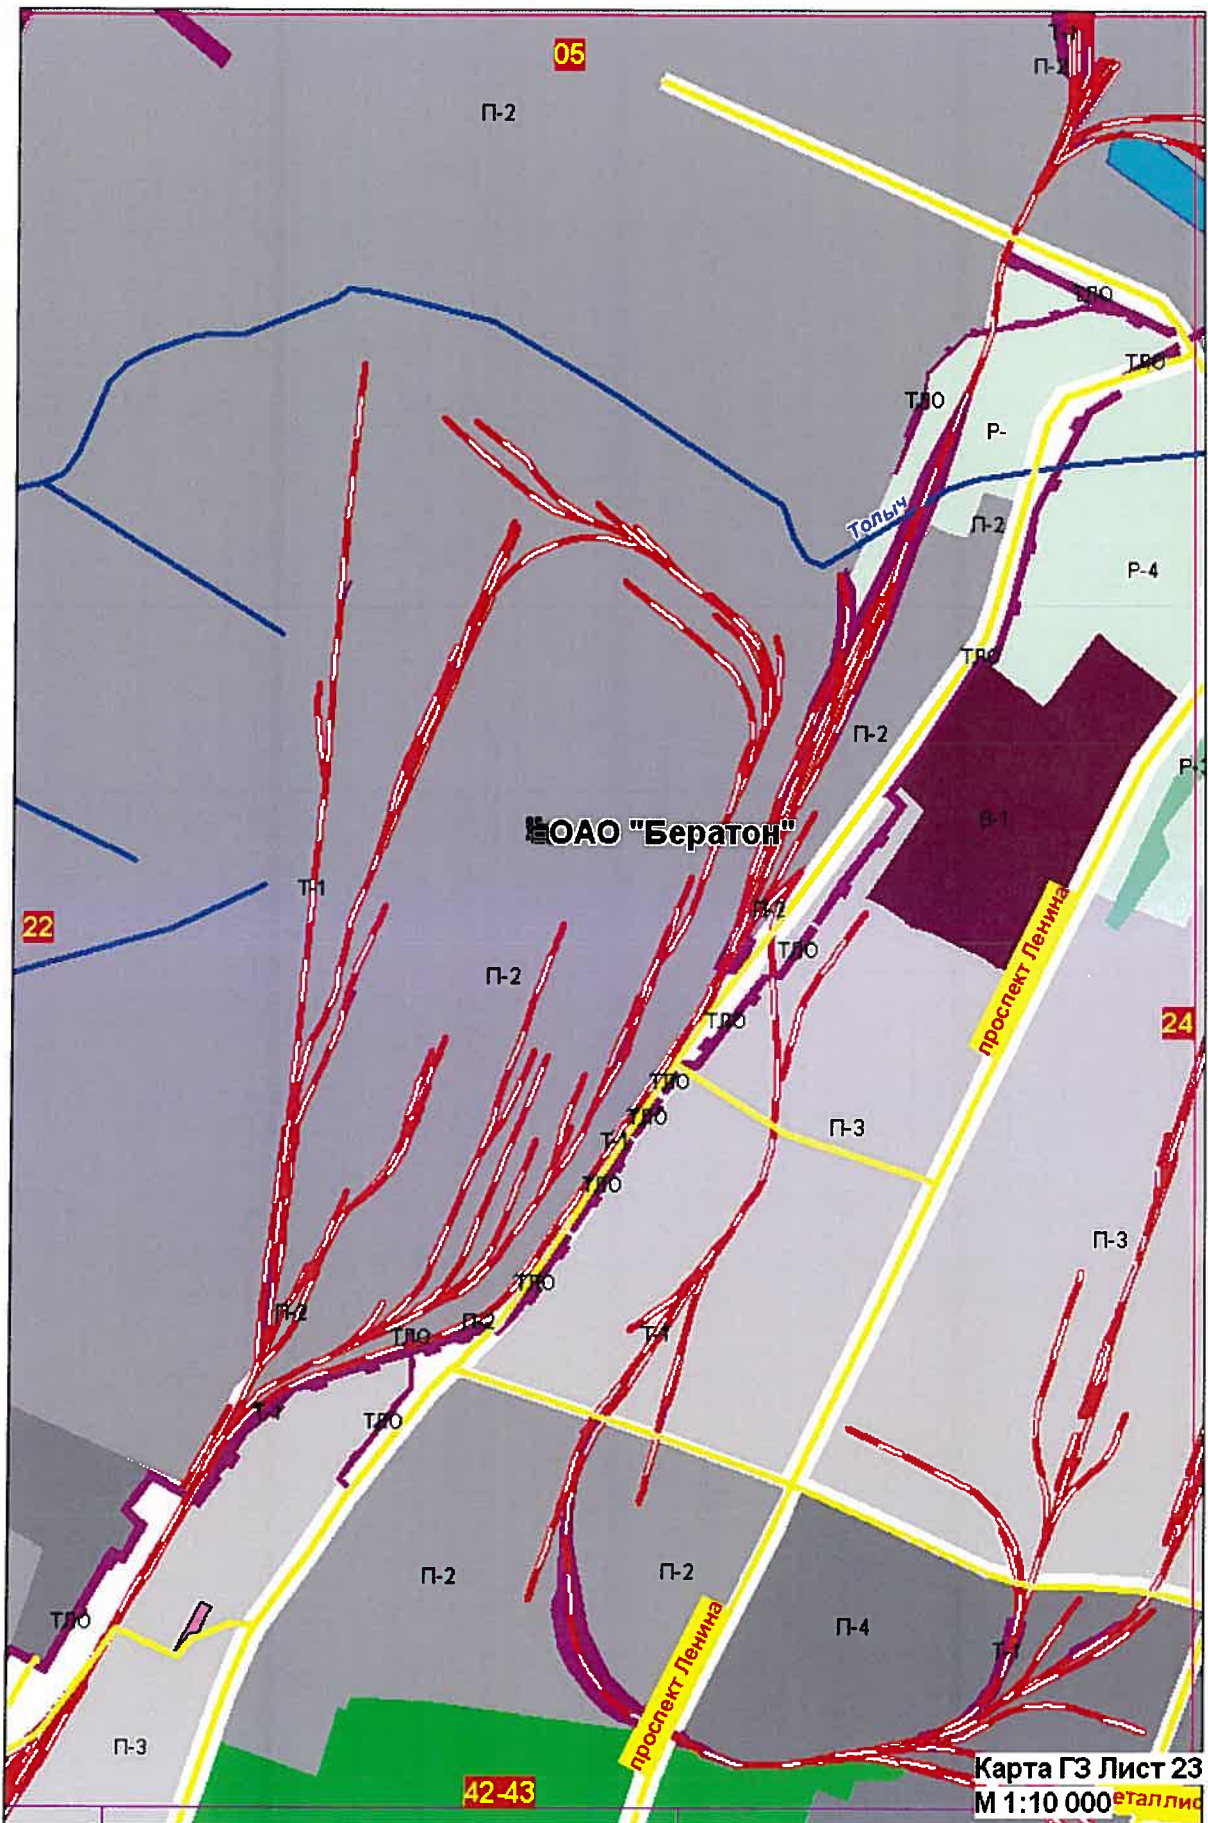 05
Т-1
П-2
П-2
ТЛО
ТЛО
ТЛО
Р-
Толыч
П-2
Р-4
ТЛО
П-2
Р-3
ОАО "Бератон"
В-1
Т-1
П-2
22
проспект Ленина
ТЛО
П-2
ТЛО
24
ТЛО
ТЛО
П-3
Т-1
ТЛО
П-3
ТЛО
П-2
П-2
ТЛО
Т-1
Т-1
ТЛО
П-2
П-2
ТЛО
П-4
проспект Ленина
Т-1
П-3
Карта ГЗ Лист 23
42-43
М 1:10 000
еталлис